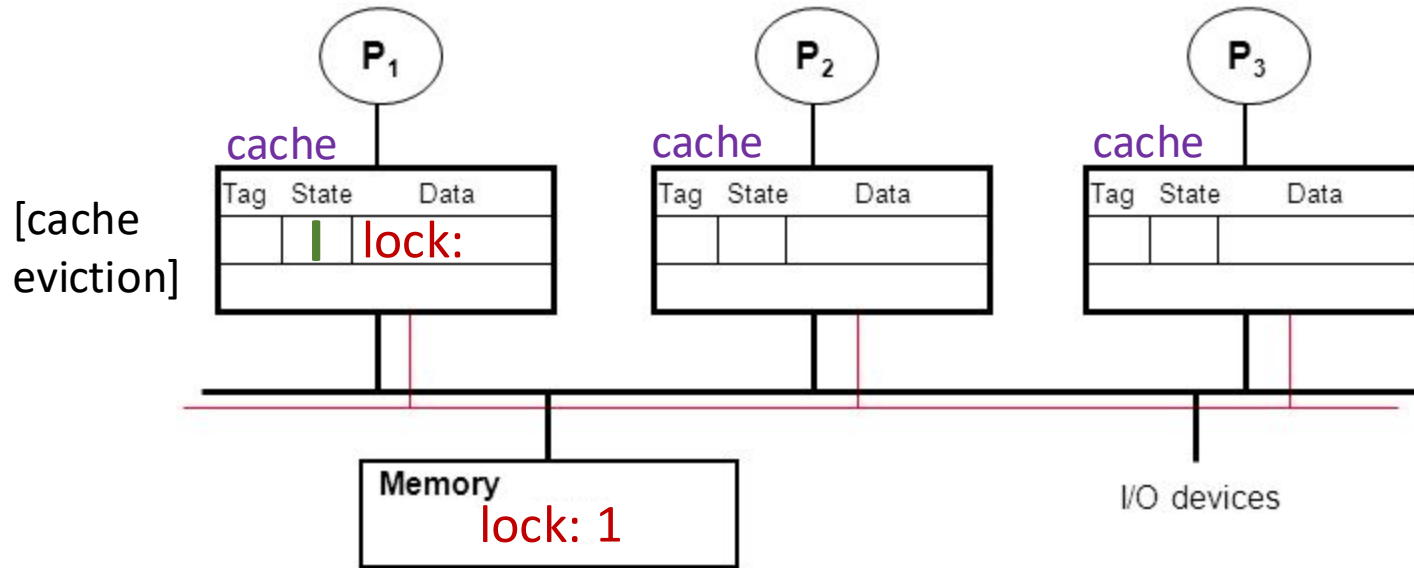 P1
P2
P3
cache
cache
cache
Tag State Data
Tag State Data
Tag State Data
[cache
eviction]
I lock:
Memory
lock: 1
I/O devices